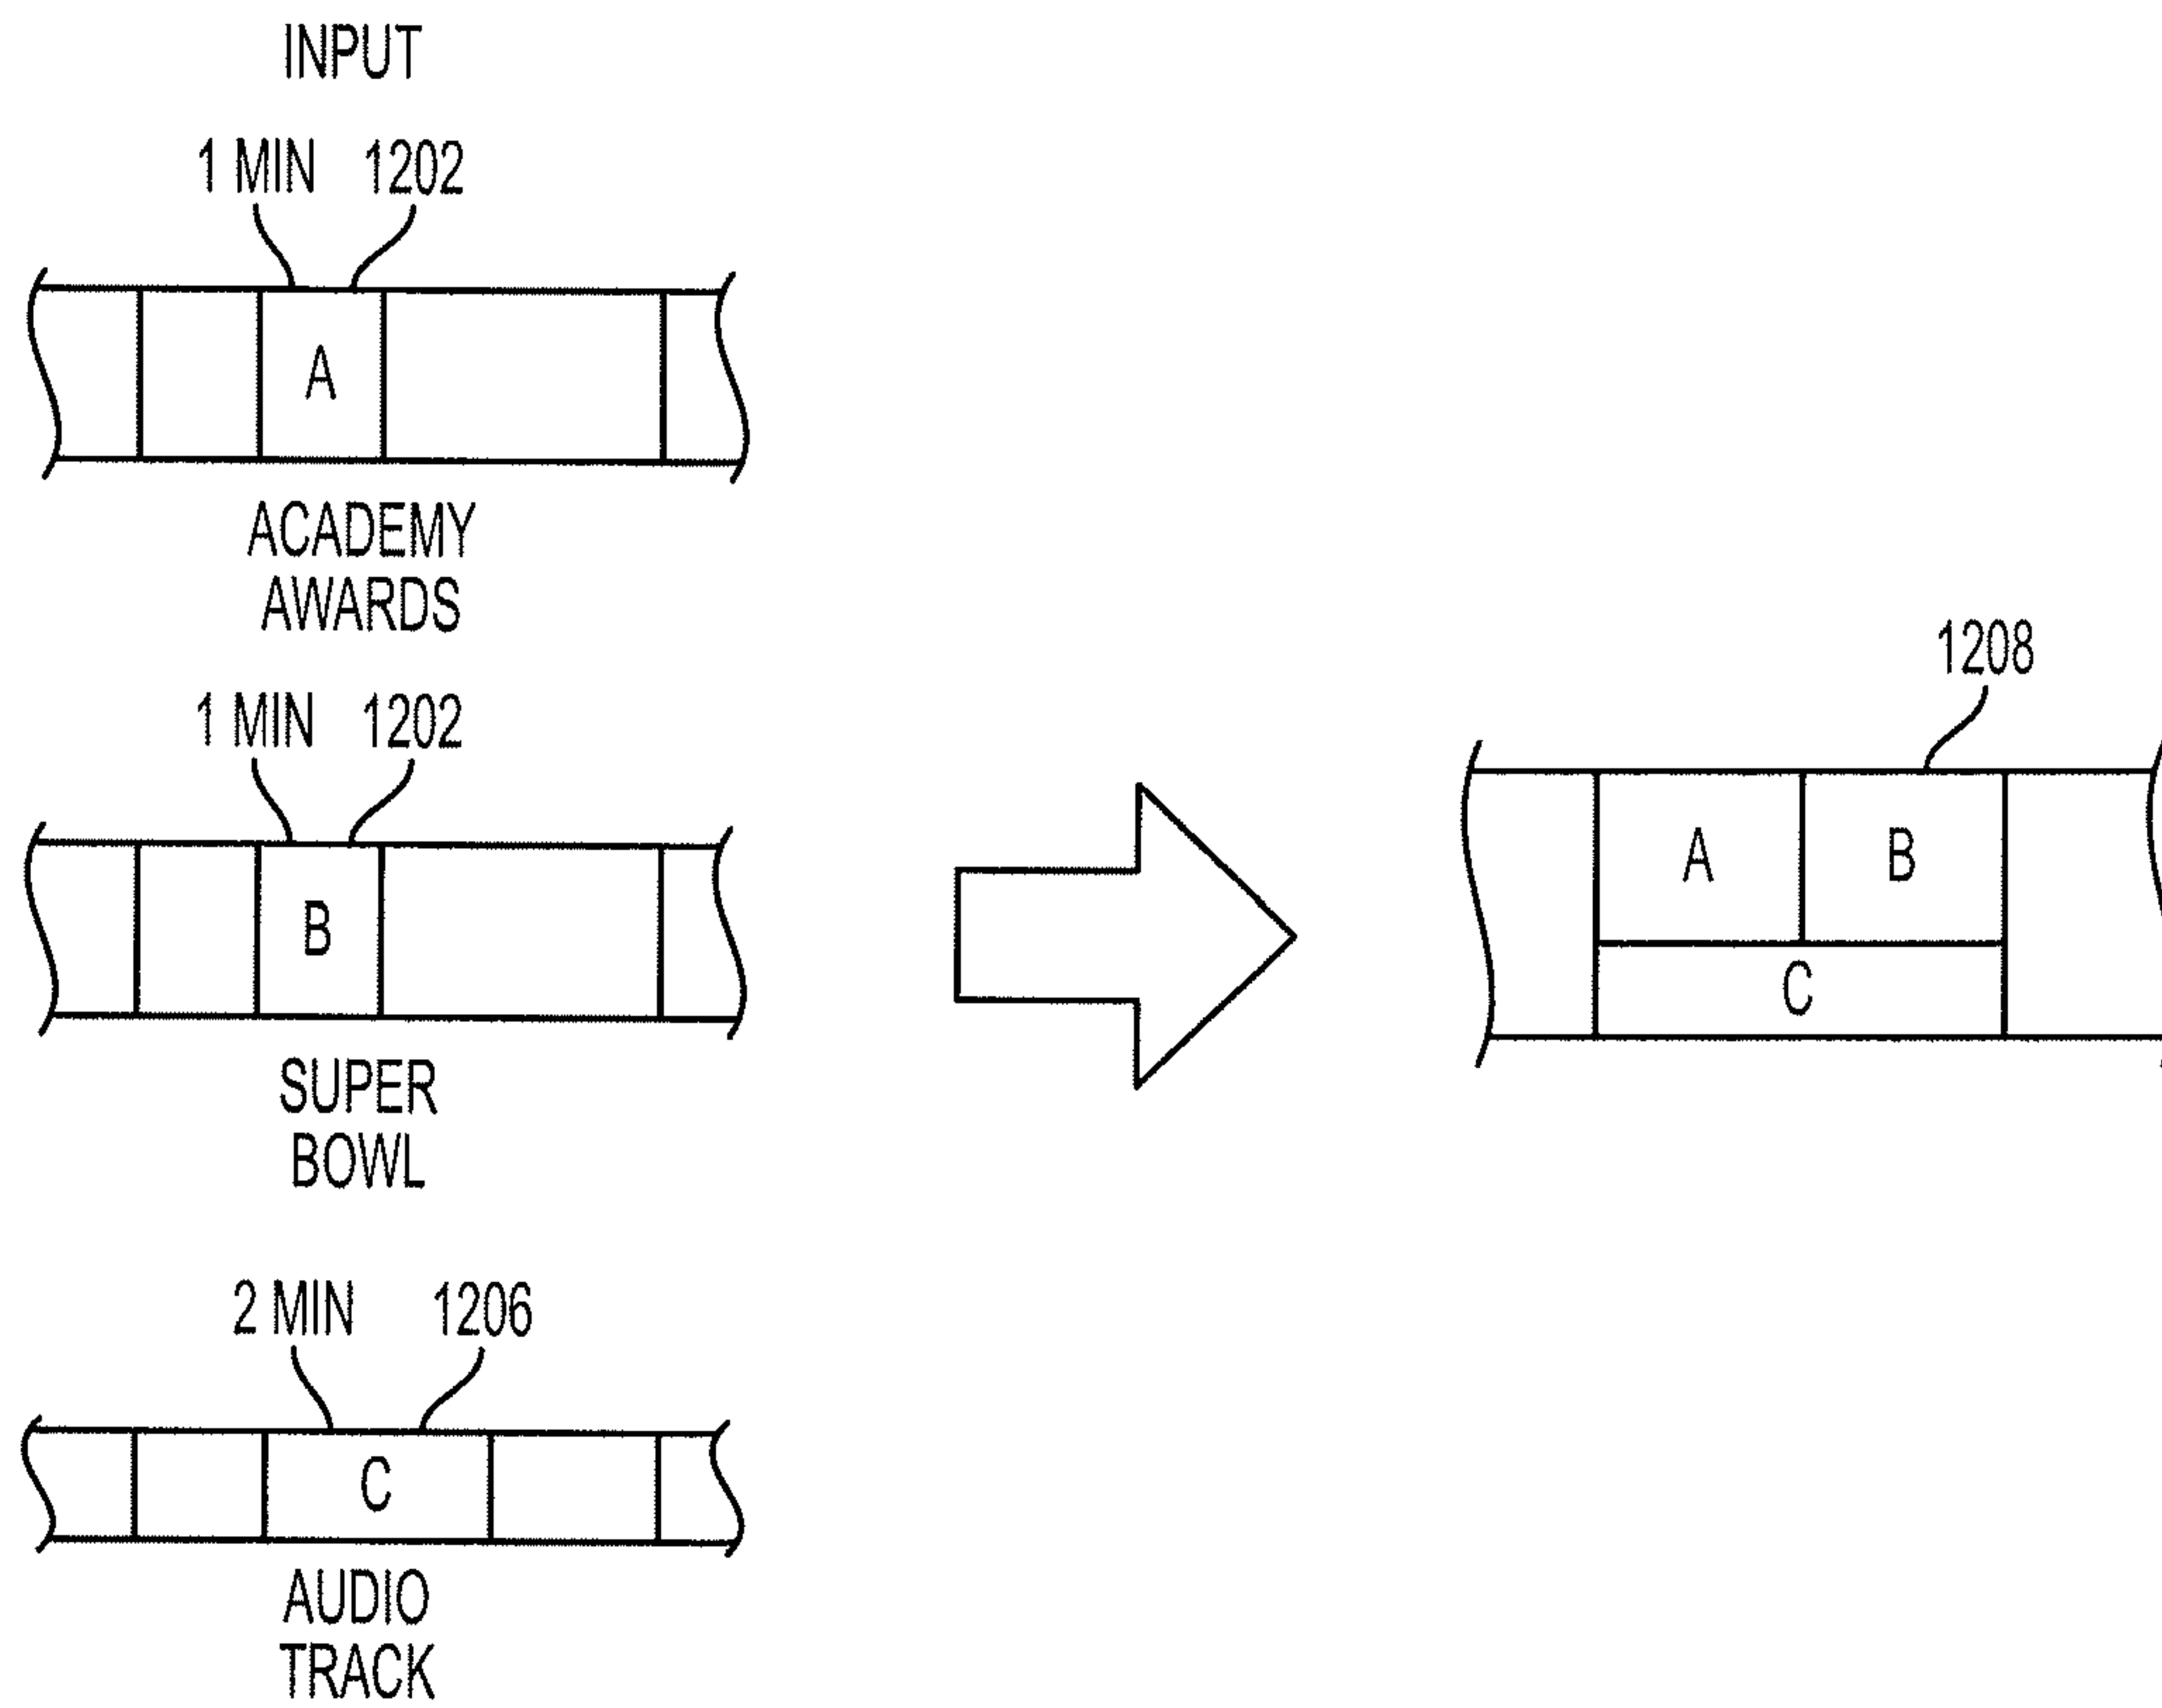 INPUT
1 MIN 1202
A
ACADEMY
AWARDS
1 MIN 1202
B
SUPER
BOWL
2 MIN 1206
C
AUDIO
TRACK
1208
A B
C